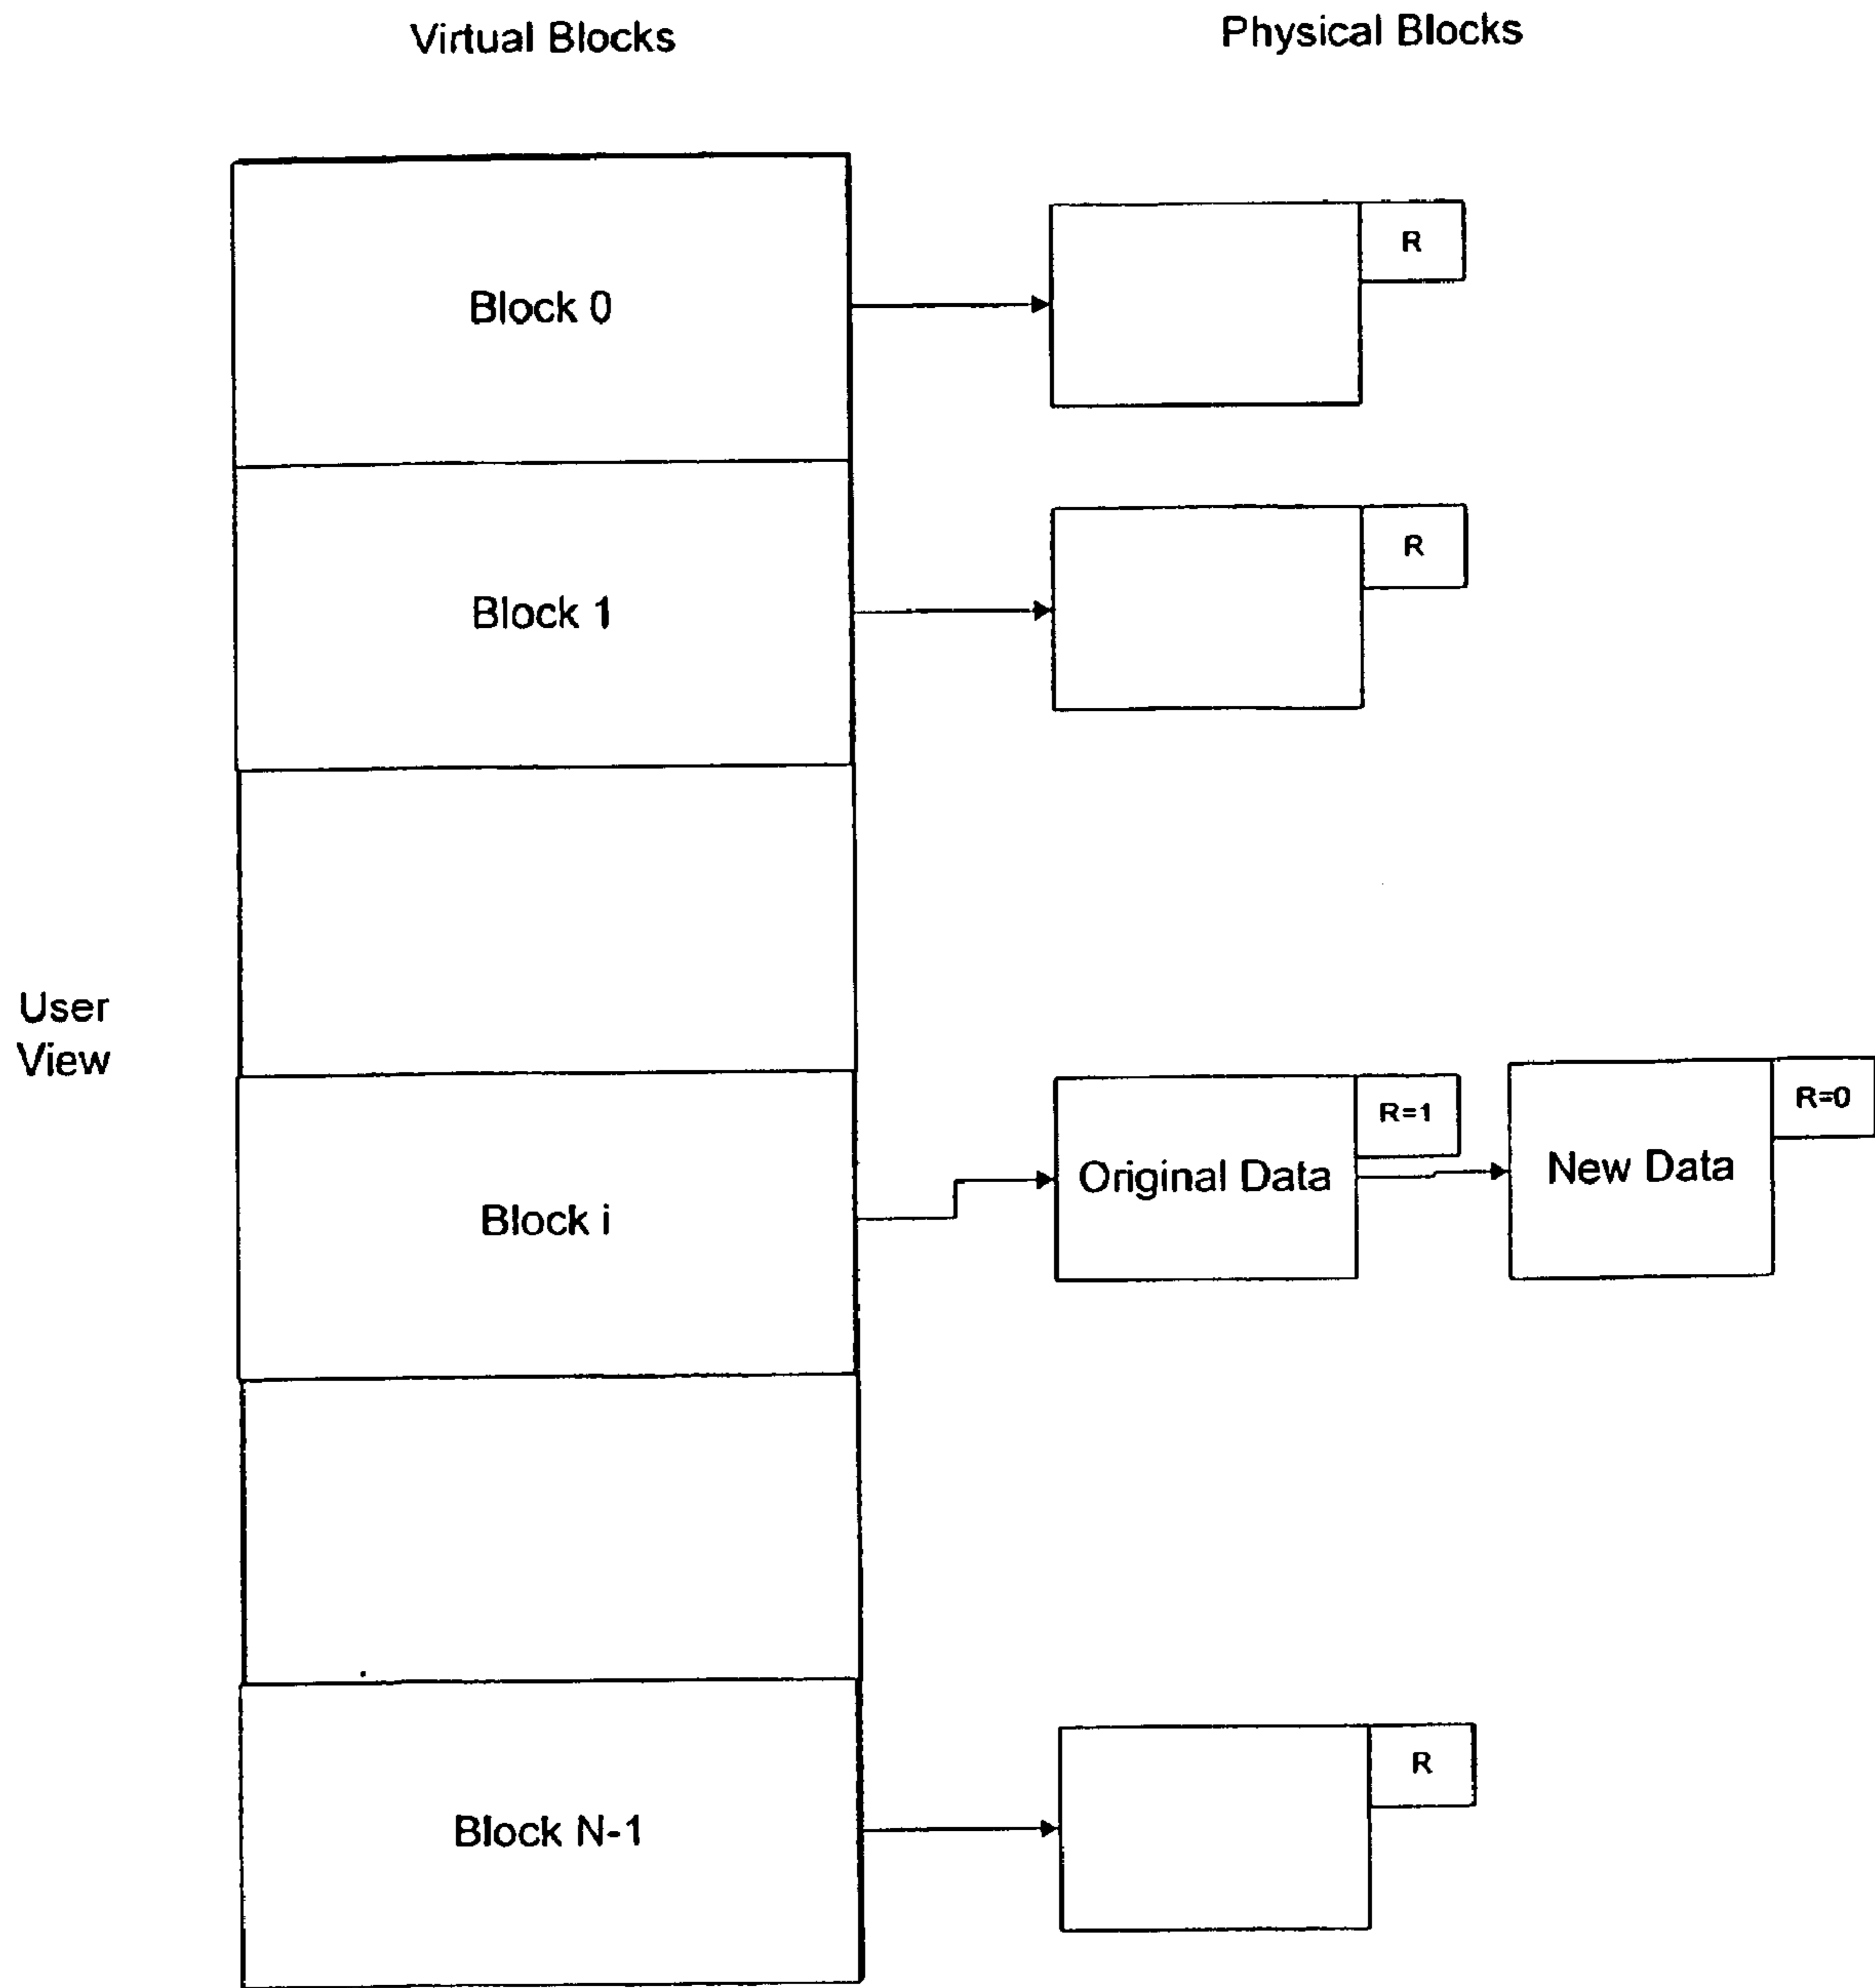 Virtual Blocks
Physical Blocks
R
Block 0
R
Block 1
User
View
R=1
R=0
Original Data
New Data
Block i
R
Block N-1